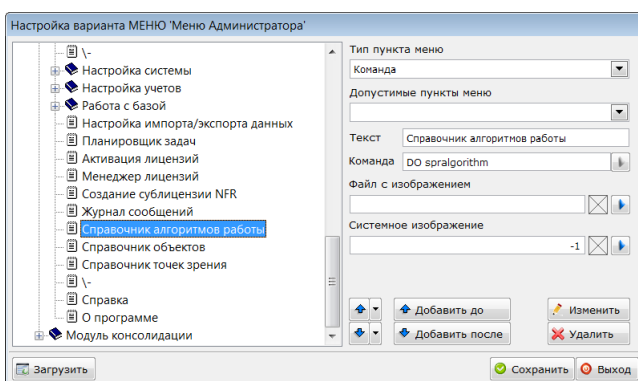 Настройка варианта МЕНЮ 'Меню Администратора'
\-
Настройка системы
Настройка учетов
Работа с базой
Настройка импорта/экспорта данных
Планировщик задач
Активация лицензий
Менеджер лицензий
Создание сублицензии NFR
Журнал сообщений
Справочник алгоритмов работы
Справочник объектов
Справочник точек зрения
\-
Справка
О программе
Модуль консолидации
Тип пункта меню
Команда
Допустимые пункты меню
Текст Справочник алгоритмов работы
Команда DO spralgorithm
Файл с изображением
Системное изображение
-1
Добавить до Изменить
Добавить после Удалить
Загрузить Сохранить Выход